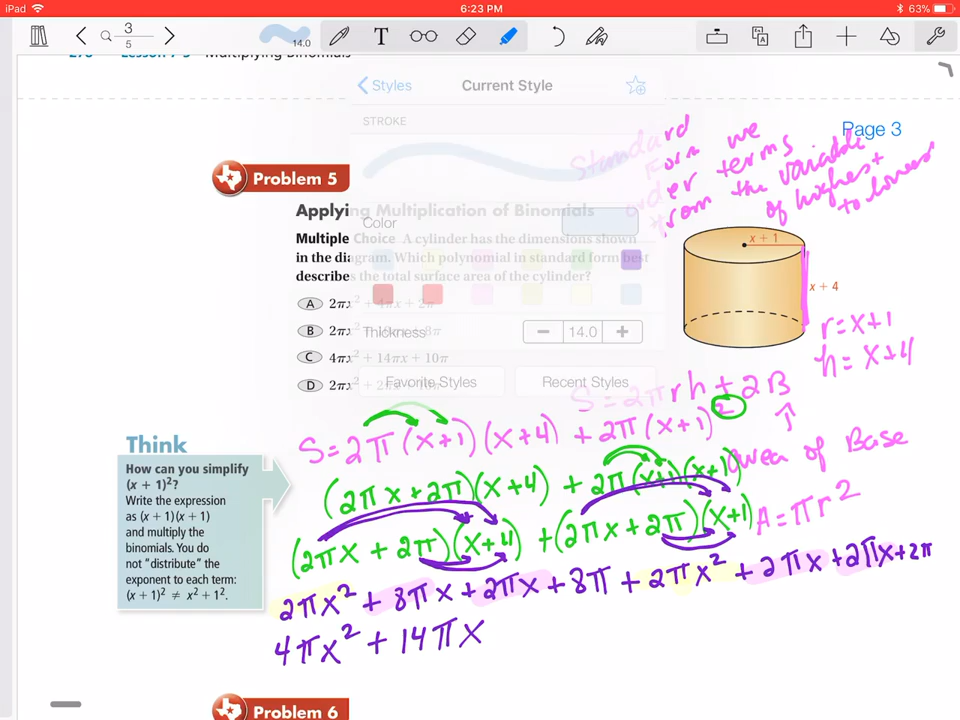 iPad
6:23 PM
63%
3
5
14.0
T
270 Lesson 7-3 Multiplying Binomials
Styles
Current Style
STROKE
Color
Thickness
14.0
Favorite Styles
Recent Styles
Page 3
Standard
Form we
order terms
from the variable
of highest
to lowest
Problem 5
Applying Multiplication of Binomials
Multiple Choice A cylinder has the dimensions shown
in the diagram. Which polynomial in standard form best
describes the total surface area of the cylinder?
A 2πx² + 4πx + 2π
B 2πx²
C 4πx² + 14πx + 10π
D 2πx²
x + 1
x + 4
r = x+1
h = x+4
S = 2πrh + 2B
↑
area of Base
A = πr²
S = 2π(x+1)(x+4) + 2π(x+1)²
(2πx+2π)(x+4) + 2π(x+1)(x+1)
(2πx + 2π)(x+4) + (2πx + 2π)(x+1)
2πx² + 8πx + 2πx + 8π + 2πx² + 2πx + 2πx + 2π
4πx² + 14πx
Think
How can you simplify
(x + 1)²?
Write the expression
as (x + 1)(x + 1)
and multiply the
binomials. You do
not "distribute" the
exponent to each term:
(x + 1)² ≠ x² + 1².
Problem 6